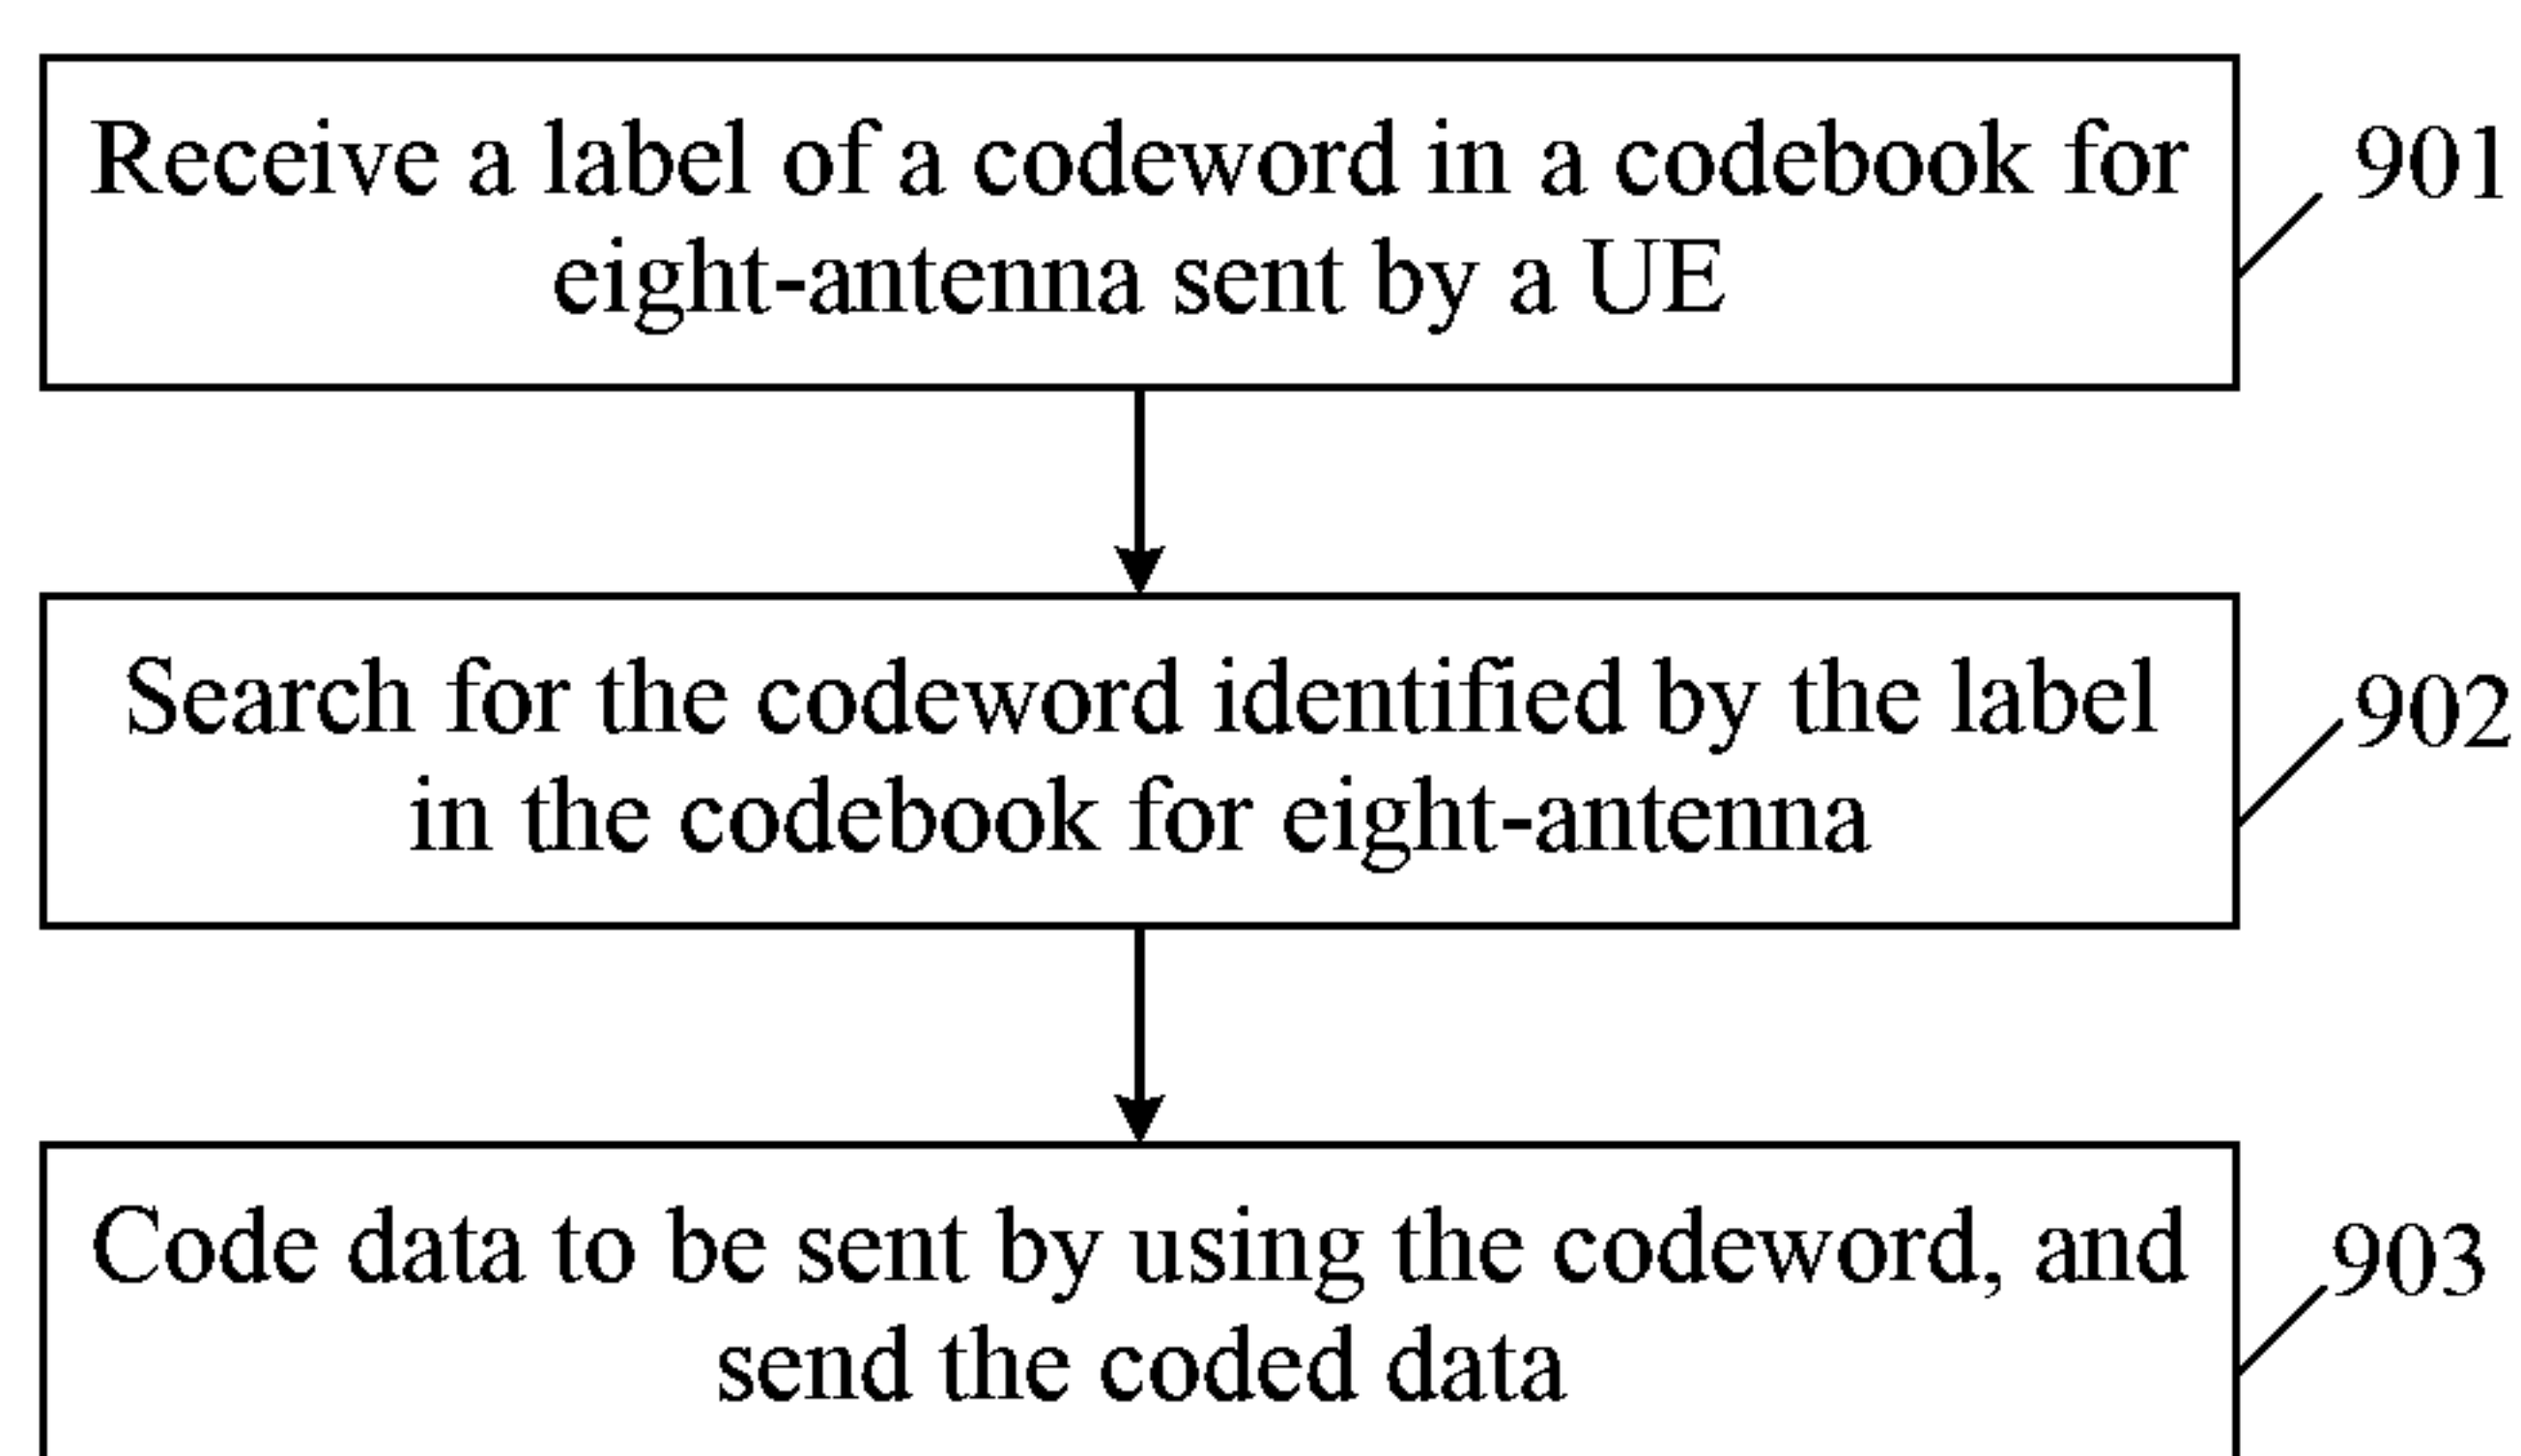 Receive a label of a codeword in a codebook for
eight-antenna sent by a UE
901
Search for the codeword identified by the label
in the codebook for eight-antenna
902
Code data to be sent by using the codeword, and
send the coded data
903